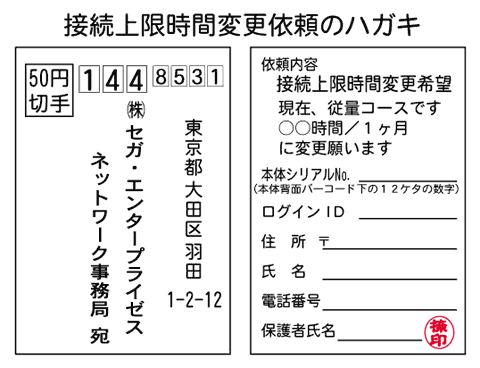 接続上限時間変更依頼のハガキ
50円
切手
144 8531
東京都大田区羽田
1-2-12
㈱セガ・エンタープライゼス
ネットワーク事務局 宛
依頼内容
接続上限時間変更希望
現在、従量コースです
○○時間／1ヶ月
に変更願います
本体シリアルNo.
(本体背面バーコード下の12ケタの数字)
ログインID
住 所 〒
氏 名
電話番号
保護者氏名
捺印